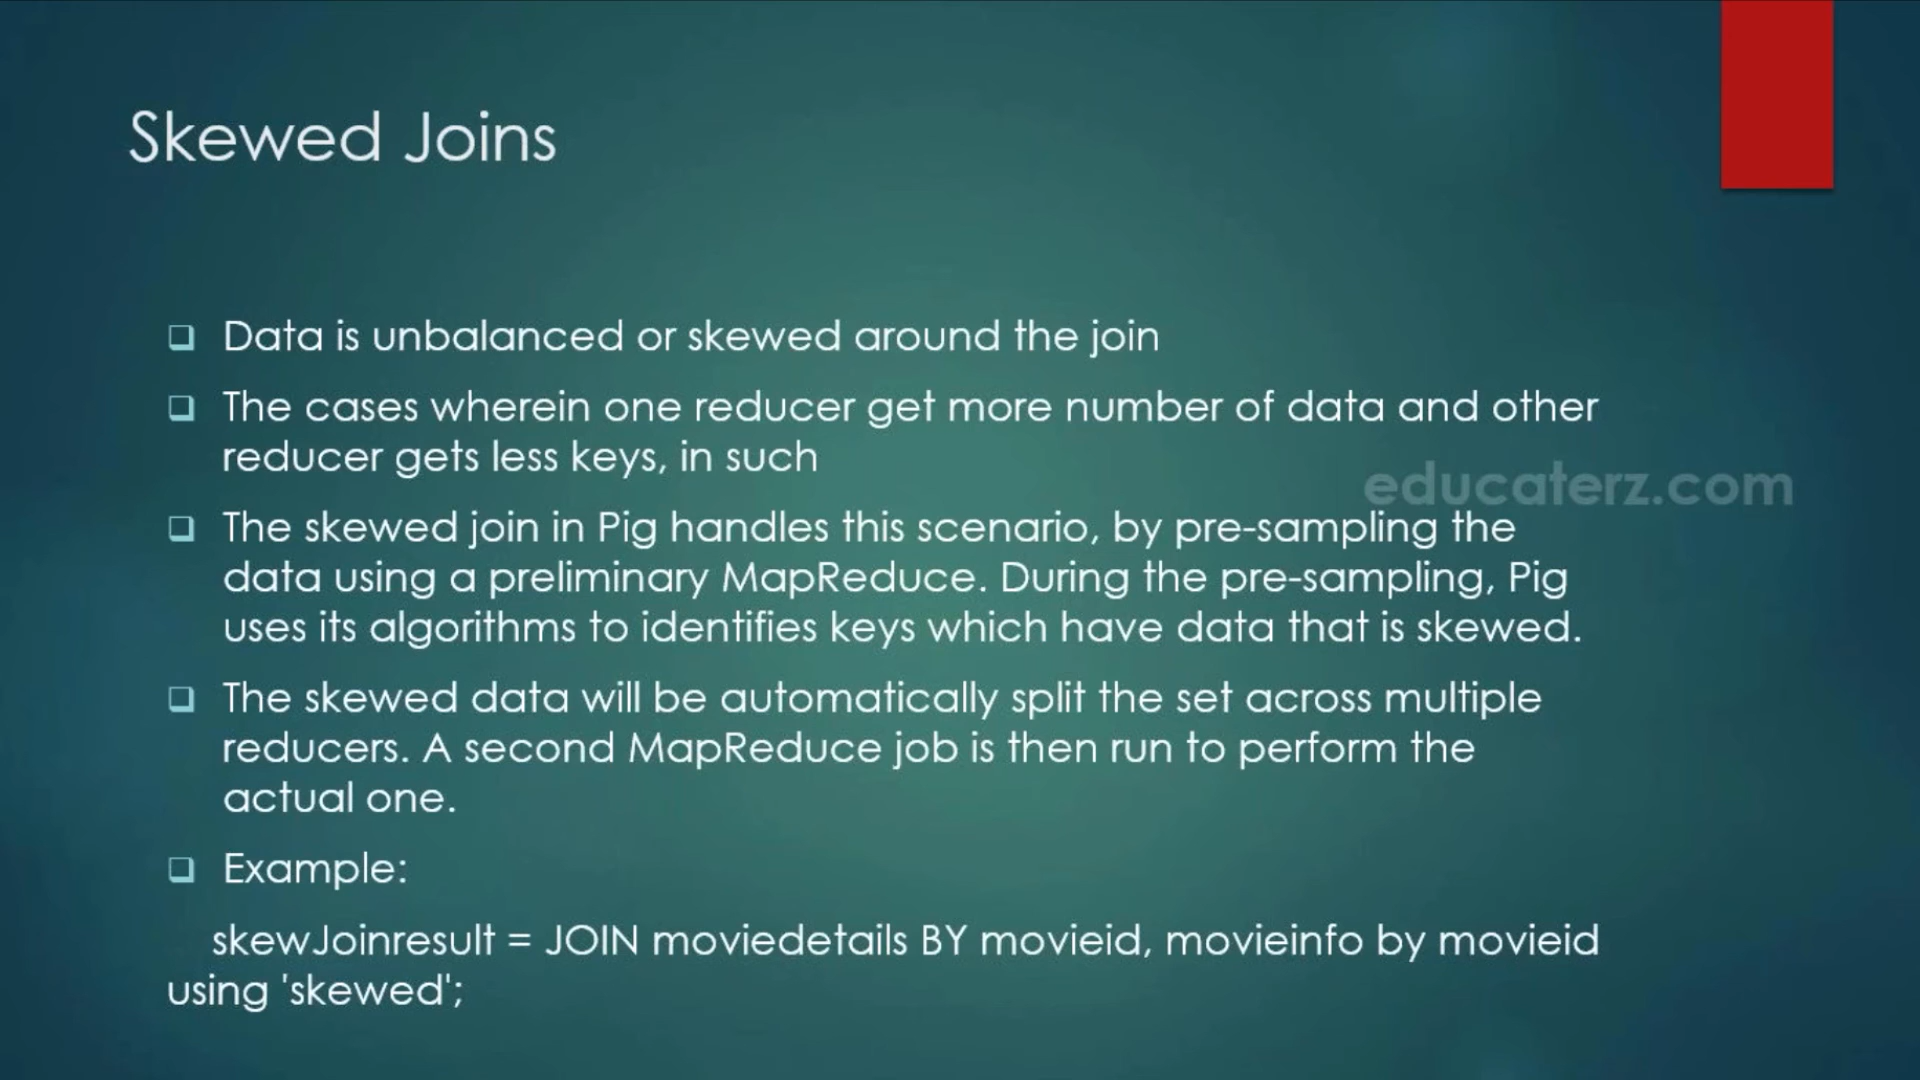 Skewed Joins
Data is unbalanced or skewed around the join
The cases wherein one reducer get more number of data and other
reducer gets less keys, in such
educaterz.com
The skewed join in Pig handles this scenario, by pre-sampling the
data using a preliminary MapReduce. During the pre-sampling, Pig
uses its algorithms to identifies keys which have data that is skewed.
The skewed data will be automatically split the set across multiple
reducers. A second MapReduce job is then run to perform the
actual one.
Example:
skewJoinresult = JOIN moviedetails BY movieid, movieinfo by movieid
using 'skewed';